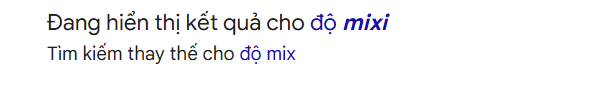 Đang hiển thị kết quả cho độ mixi
Tìm kiếm thay thế cho độ mix